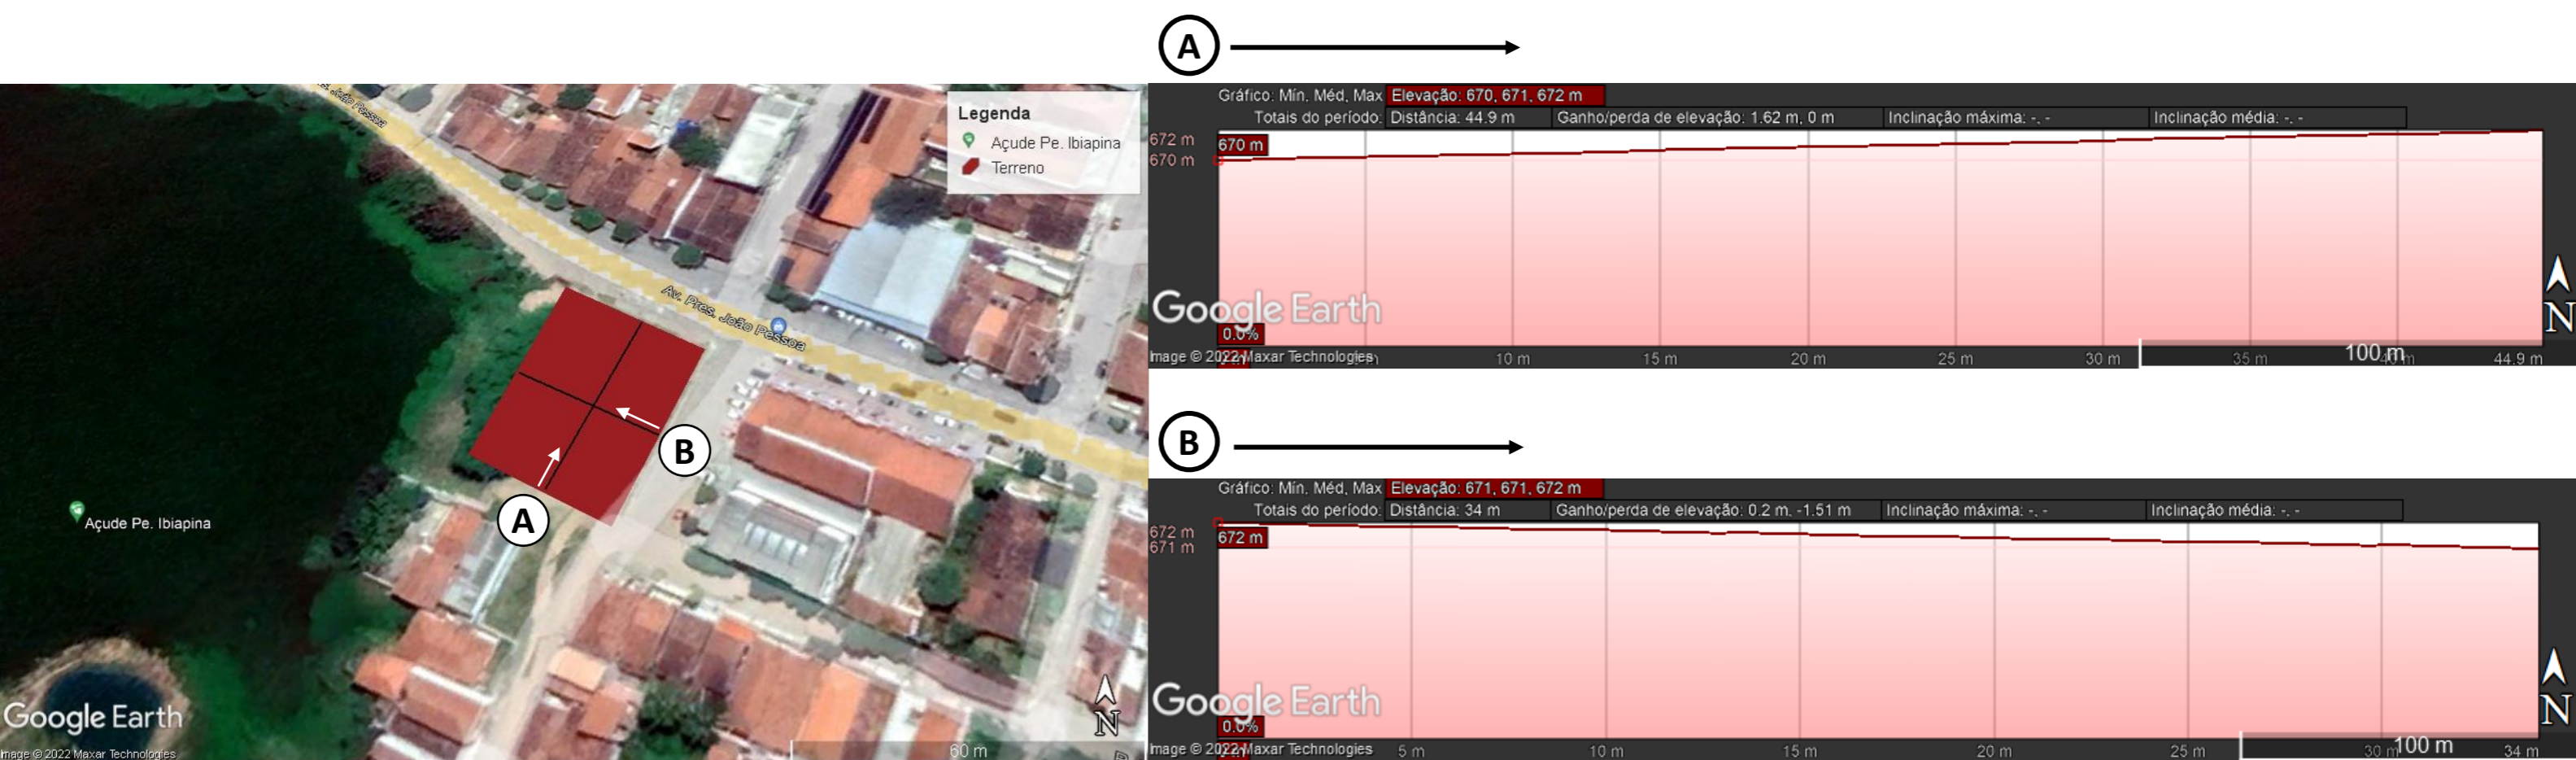 A
Gráfico: Mín, Méd, Max Elevação: 670, 671, 672 m
Totais do período: Distância: 44.9 m Ganho/perda de elevação: 1.62 m, 0 m Inclinação máxima: -, - Inclinação média: -, -
672 m
670 m
670 m
Google Earth
0.0%
Image © 2022 Maxar Technologies
10 m 15 m 20 m 25 m 30 m 35 m 44.9 m
100 m
N
Legenda
Açude Pe. Ibiapina
Terreno
João Pessoa
Av. Pres. João Pessoa
B
A
Açude Pe. Ibiapina
Google Earth
Image © 2022 Maxar Technologies
60 m
N
B
Gráfico: Mín, Méd, Max Elevação: 671, 671, 672 m
Totais do período: Distância: 34 m Ganho/perda de elevação: 0.2 m, -1.51 m Inclinação máxima: -, - Inclinação média: -, -
672 m
671 m
672 m
Google Earth
0.0%
Image © 2022 Maxar Technologies
5 m 10 m 15 m 20 m 25 m 30 m 34 m
100 m
N